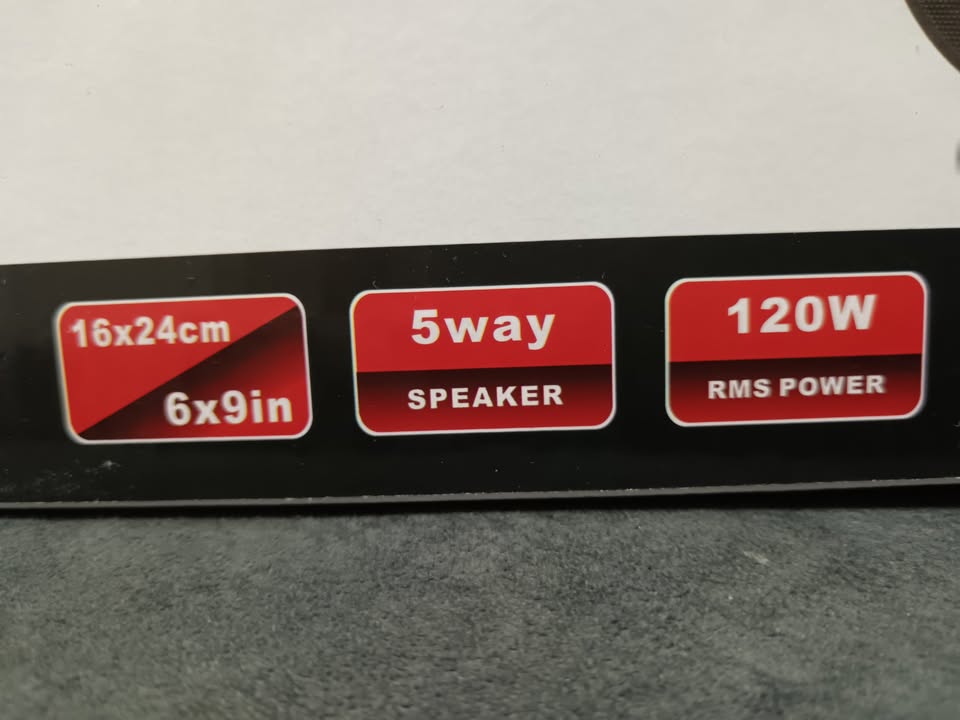 16x24cm
6x9in
5way
SPEAKER
120W
RMS POWER